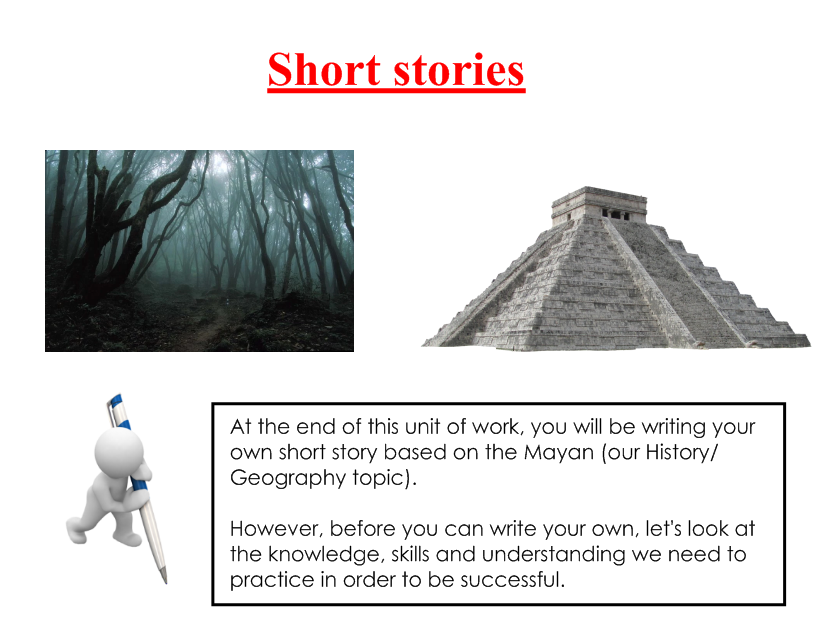 Short stories
At the end of this unit of work, you will be writing your
own short story based on the Mayan (our History/
Geography topic).
However, before you can write your own, let's look at
the knowledge, skills and understanding we need to
practice in order to be successful.